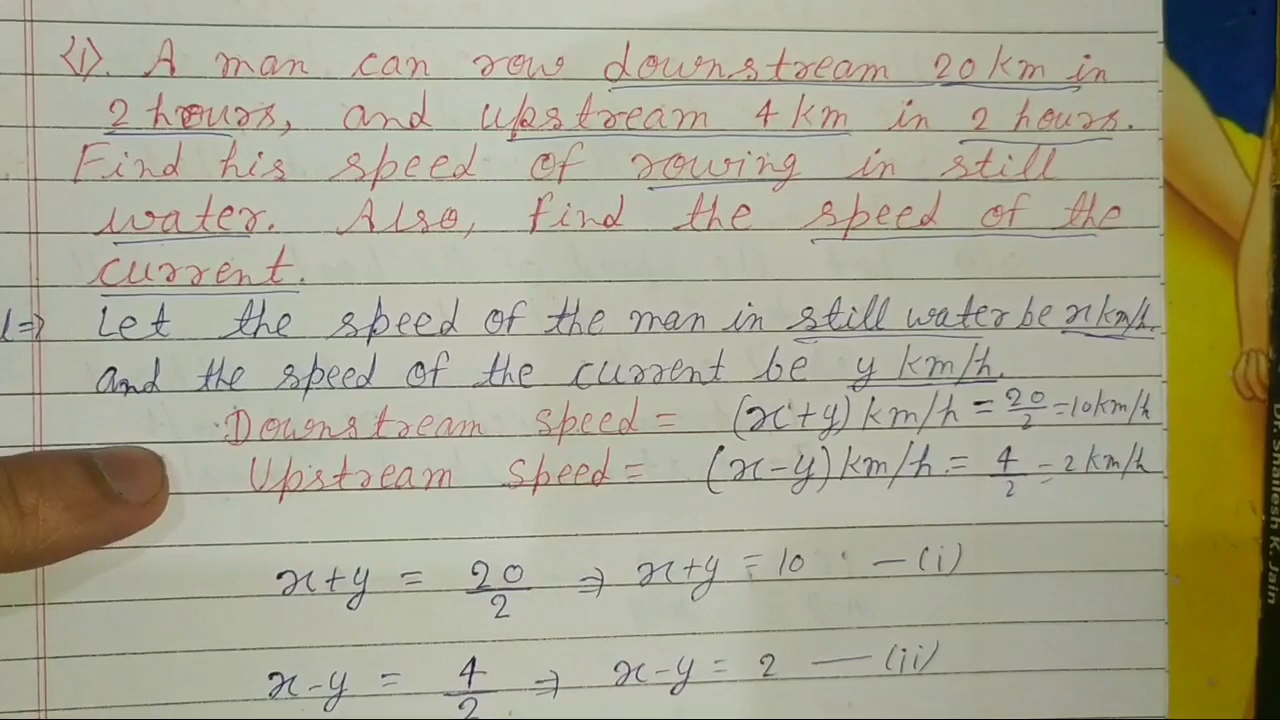 <1>. A man can row downstream 20 km in
2 hours, and upstream 4 km in 2 hours.
Find his speed of rowing in still
water. Also, find the speed of the
current.
Let the speed of the man in still water be x km/h.
and the speed of the current be y km/h.
Downstream speed = (x+y) km/h = 20/2 = 10 km/h
Upstream speed = (x-y) km/h = 4/2 = 2 km/h
x+y = 20/2 ⇒ x+y = 10 — (i)
x-y = 4/2 ⇒ x-y = 2 — (ii)
Shailesh K. Jain